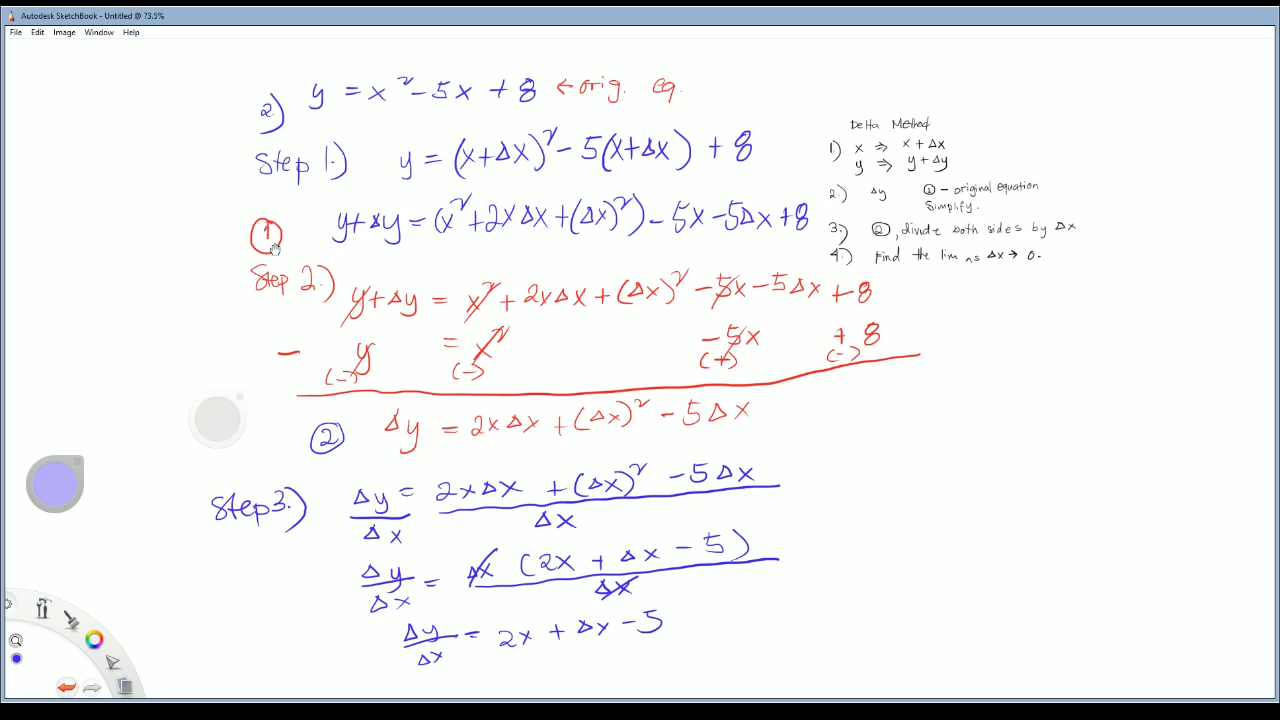 Autodesk SketchBook - Untitled @ 73.5%
File Edit Image Window Help
2.) y = x² - 5x + 8 ← orig. eq.
Step 1.) y = (x+Δx)² - 5(x+Δx) + 8
① y+Δy = (x² + 2xΔx + (Δx)²) - 5x - 5Δx + 8
Step 2.) y+Δy = x² + 2xΔx + (Δx)² - 5x - 5Δx + 8
- y = x² - 5x + 8
(-) (-) (+) (-)
② Δy = 2xΔx + (Δx)² - 5Δx
Step 3.) Δy/Δx = 2xΔx + (Δx)² - 5Δx / Δx
Δy/Δx = Δx (2x + Δx - 5) / Δx
Δy/Δx = 2x + Δx - 5
Delta Method
1.) x ⇒ x + Δx
y ⇒ y + Δy
2.) Δy ① - original equation
Simplify.
3.) ②, divide both sides by Δx
4.) Find the lim as Δx → 0.